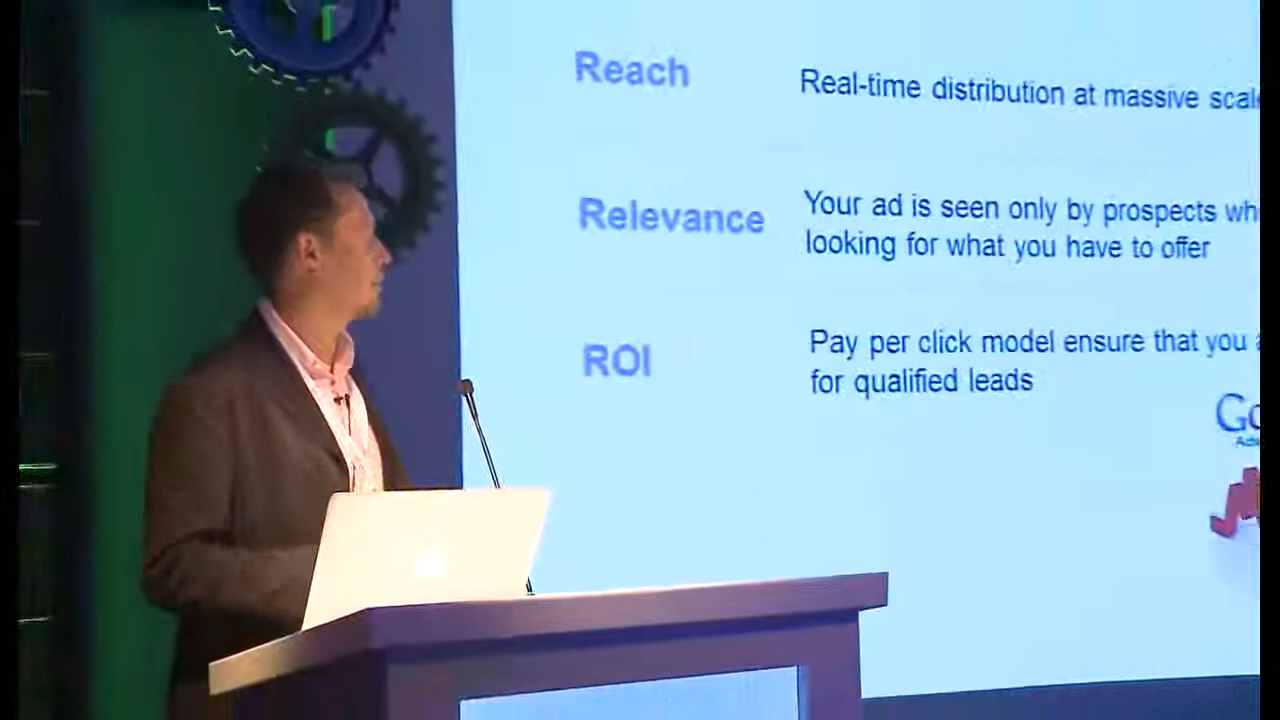 Reach
Real-time distribution at massive
Relevance
Your ad is seen only by prospects
looking for what you have to offer
ROI
Pay per click model ensure that you
for qualified leads